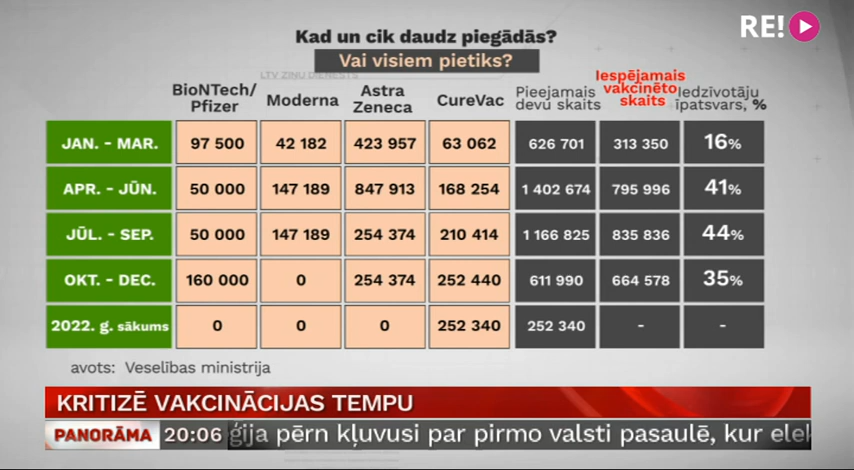 RE!
Kad un cik daudz piegādās?
Vai visiem pietiks?
LTV ZIŅU DIENESTS
BioNTech/
Pfizer
Moderna
Astra
Zeneca
CureVac
Pieejamais
devu skaits
Iespējamais
vakcinēto
skaits
Iedzīvotāju
īpatsvars, %
JAN. - MAR. 97 500 42 182 423 957 63 062 626 701 313 350 16%
APR. - JŪN. 50 000 147 189 847 913 168 254 1 402 674 795 996 41%
JŪL. - SEP. 50 000 147 189 254 374 210 414 1 166 825 835 836 44%
OKT. - DEC. 160 000 0 254 374 252 440 611 990 664 578 35%
2022. g. sākums 0 0 0 252 340 252 340 - -
avots: Veselības ministrija
KRITIZĒ VAKCINĀCIJAS TEMPU
PANORĀMA 20:06 ģija pērn kļuvusi par pirmo valsti pasaulē, kur elek